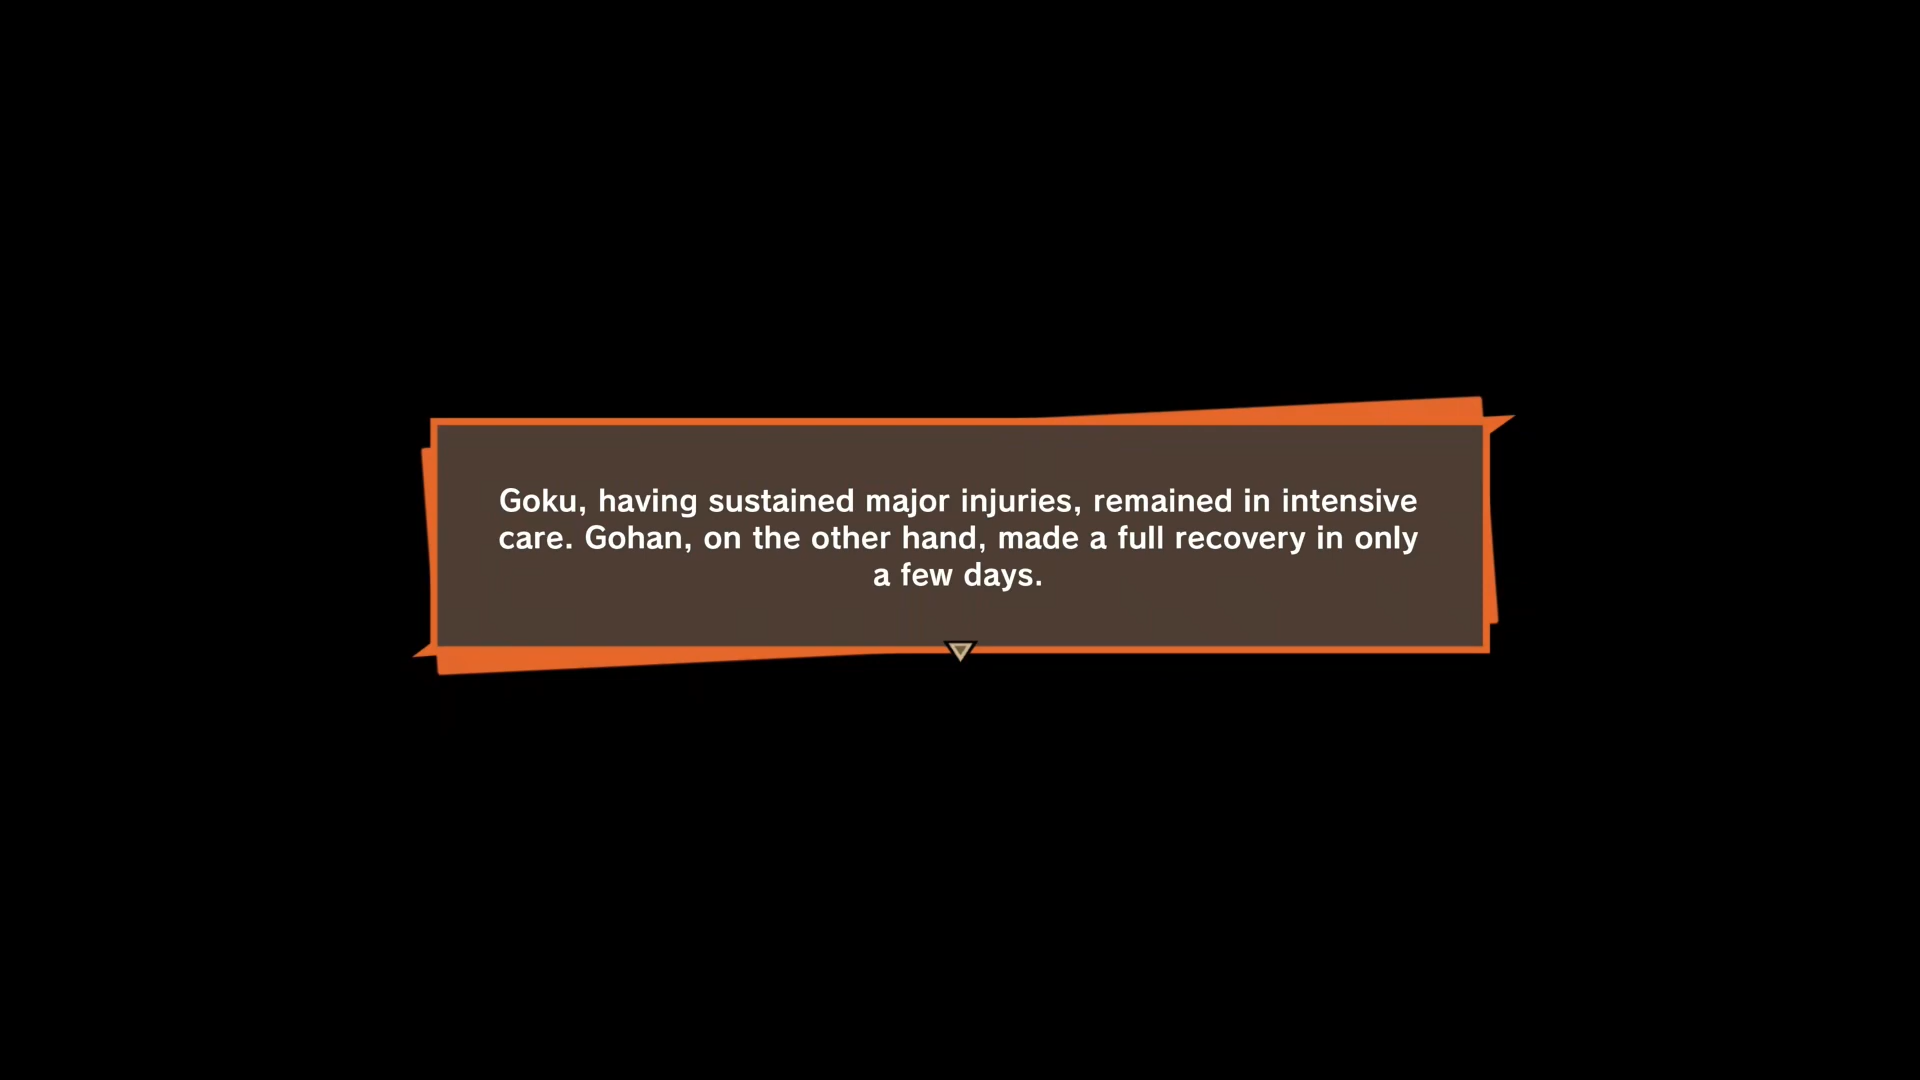 Goku, having sustained major injuries, remained in intensive
care. Gohan, on the other hand, made a full recovery in only
a few days.